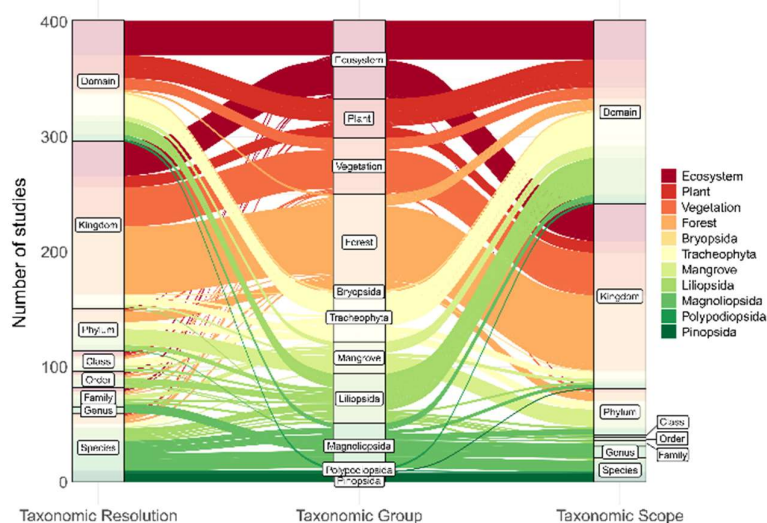 400
300
200
100
0
Number of studies
Domain
Kingdom
Phylum
Class
Order
Family
Genus
Species
Ecosystem
Plant
Vegetation
Forest
Bryopsida
Tracheophyta
Mangrove
Liliopsida
Magnoliopsida
Polypodiopsida
Pinopsida
Domain
Kingdom
Phylum
Class
Order
Family
Genus
Species
Ecosystem
Plant
Vegetation
Forest
Bryopsida
Tracheophyta
Mangrove
Liliopsida
Magnoliopsida
Polypodiopsida
Pinopsida
Taxonomic Resolution
Taxonomic Group
Taxonomic Scope